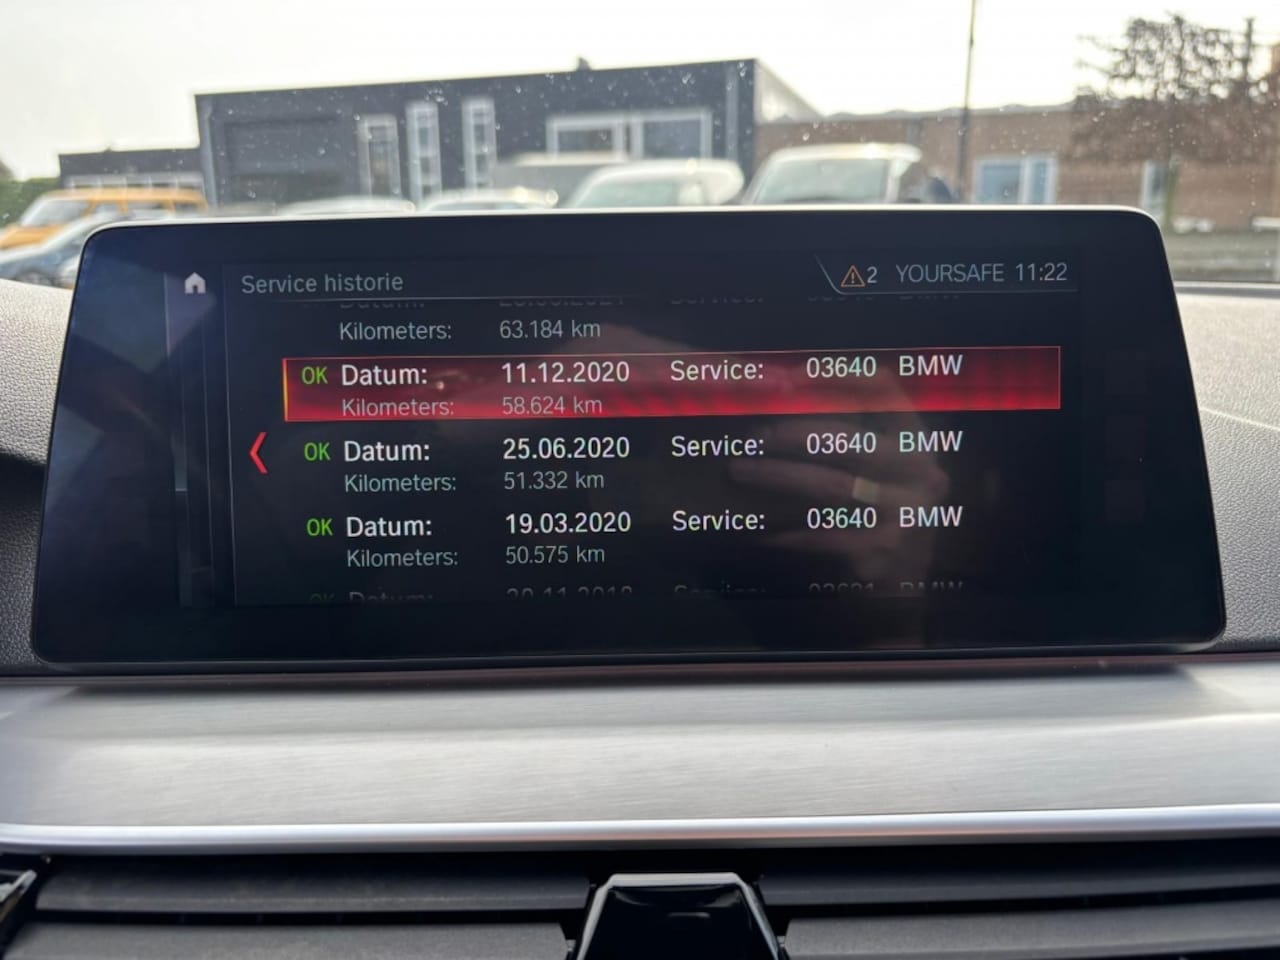 Service historie
2 YOURSAFE 11:22
Kilometers: 63.184 km
OK Datum: 11.12.2020 Service: 03640 BMW
Kilometers: 58.624 km
OK Datum: 25.06.2020 Service: 03640 BMW
Kilometers: 51.332 km
OK Datum: 19.03.2020 Service: 03640 BMW
Kilometers: 50.575 km